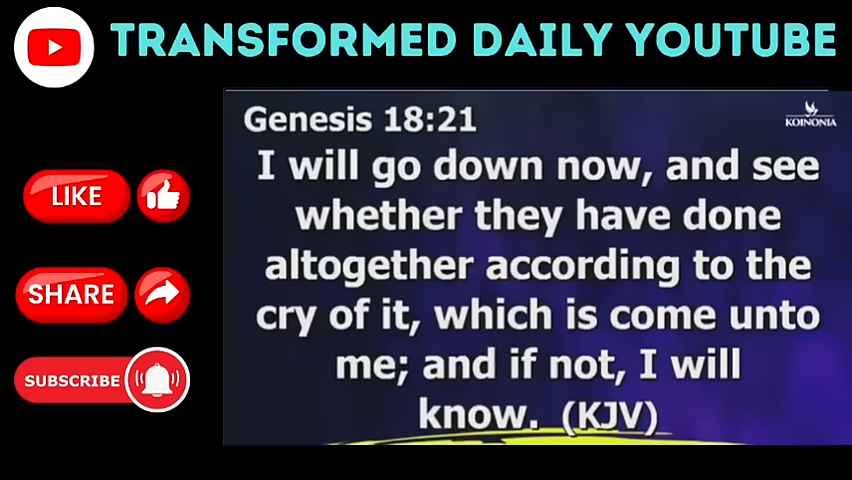 TRANSFORMED DAILY YOUTUBE
Genesis 18:21
KOINONIA
I will go down now, and see
whether they have done
altogether according to the
cry of it, which is come unto
me; and if not, I will
know. (KJV)
LIKE
SHARE
SUBSCRIBE